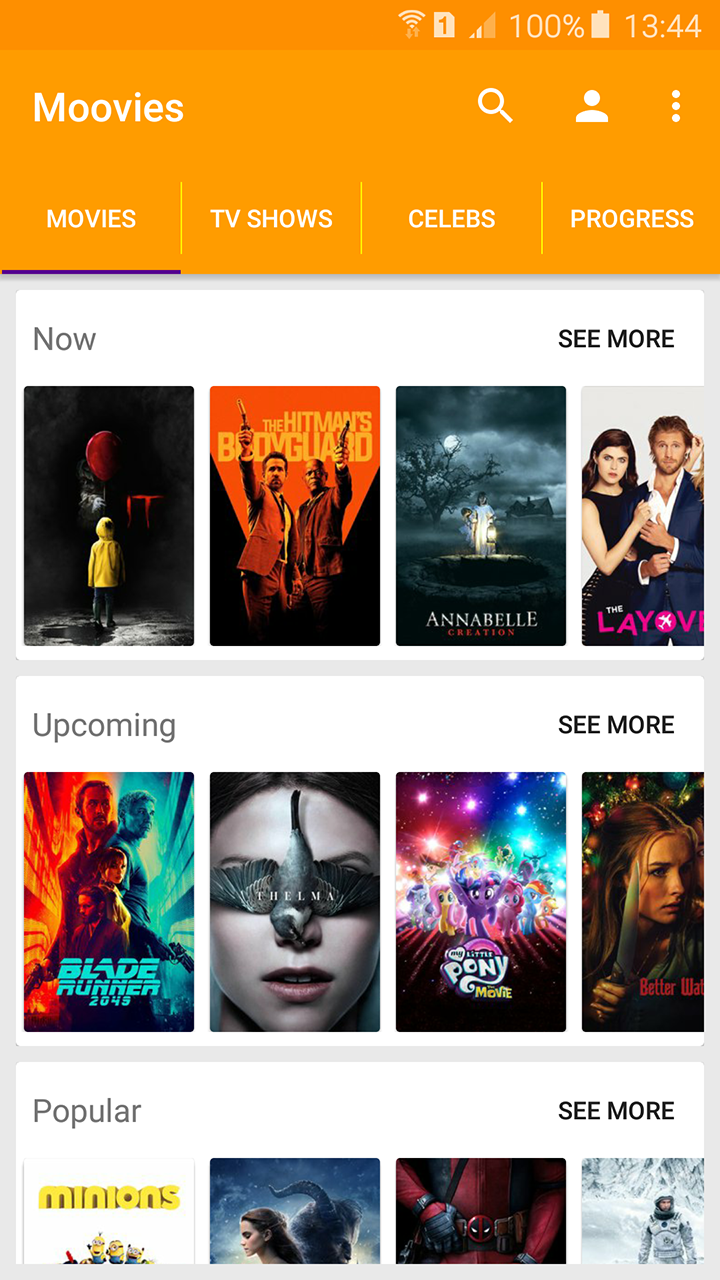 1 100% 13:44
Moovies
MOVIES TV SHOWS CELEBS PROGRESS
Now SEE MORE
IT
THE HITMAN'S
BODYGUARD
ANNABELLE
CREATION
THE
LAYOV
Upcoming SEE MORE
BLADE
RUNNER
2049
THELMA
my LITTLE
PONY
THE MOVIE
Better Wat
Popular SEE MORE
MINIONS